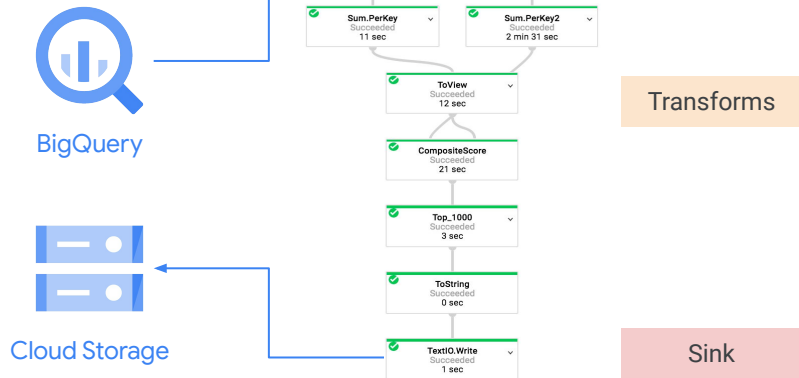 Sum.PerKey
Succeeded
11 sec
Sum.PerKey2
Succeeded
2 min 31 sec
ToView
Succeeded
12 sec
Transforms
BigQuery
CompositeScore
Succeeded
21 sec
Top_1000
Succeeded
3 sec
ToString
Succeeded
0 sec
Cloud Storage
TextIO.Write
Succeeded
1 sec
Sink